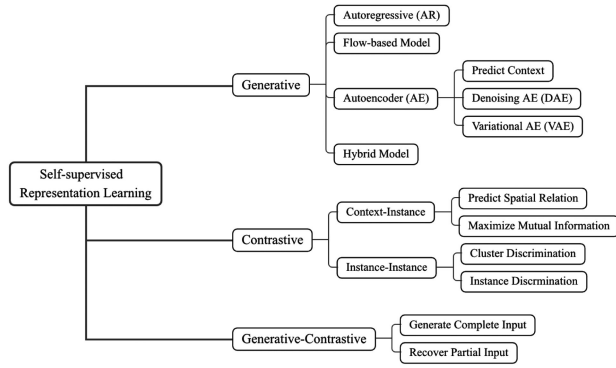 Autoregressive (AR)
Flow-based Model
Generative
Autoencoder (AE)
Predict Context
Denoising AE (DAE)
Variational AE (VAE)
Hybrid Model
Self-supervised
Representation Learning
Contrastive
Context-Instance
Predict Spatial Relation
Maximize Mutual Information
Instance-Instance
Cluster Discrimination
Instance Discrmination
Generative-Contrastive
Generate Complete Input
Recover Partial Input